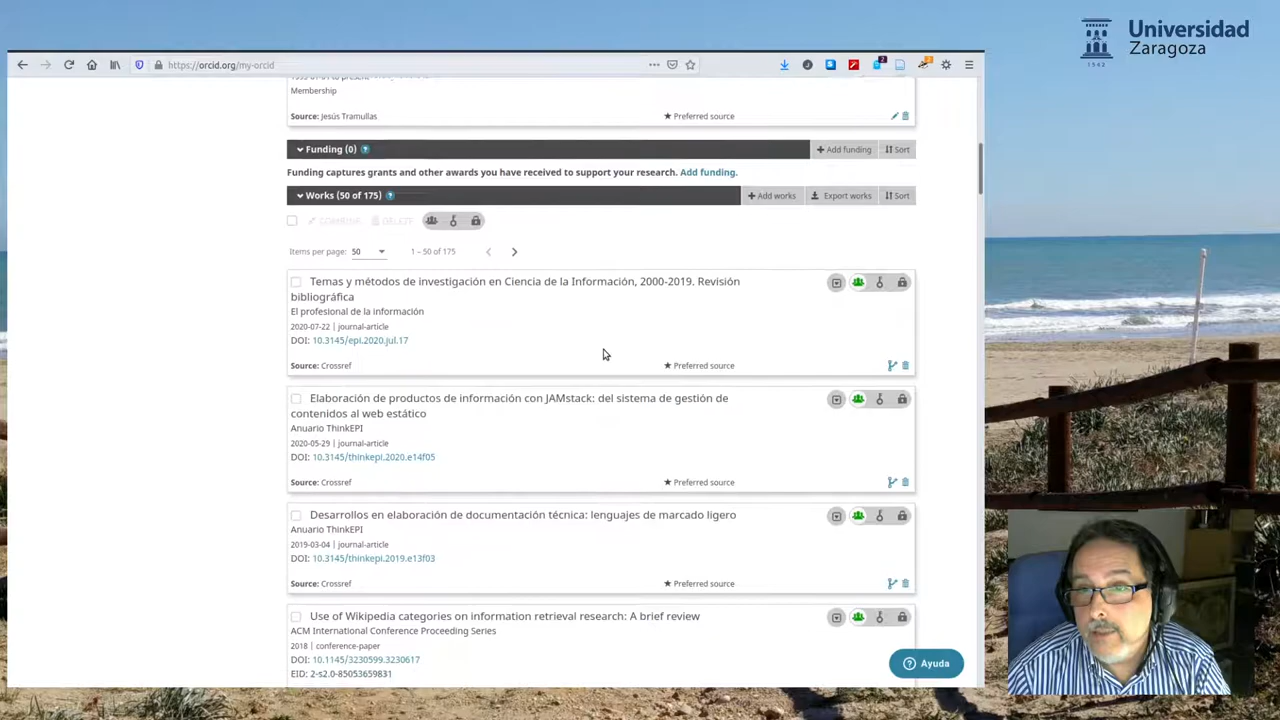 Universidad
Zaragoza
1542
https://orcid.org/my-orcid
Membership
Source: Jesús Tramullas
★ Preferred source
Funding (0)
Add funding
Sort
Funding captures grants and other awards you have received to support your research. Add funding.
Works (50 of 175)
Add works
Export works
Sort
COMBINE
DELETE
Items per page: 50
1 – 50 of 175
Temas y métodos de investigación en Ciencia de la Información, 2000-2019. Revisión
bibliográfica
El profesional de la información
2020-07-22 | journal-article
DOI: 10.3145/epi.2020.jul.17
Source: Crossref
★ Preferred source
Elaboración de productos de información con JAMstack: del sistema de gestión de
contenidos al web estático
Anuario ThinkEPI
2020-05-29 | journal-article
DOI: 10.3145/thinkepi.2020.e14f05
Source: Crossref
★ Preferred source
Desarrollos en elaboración de documentación técnica: lenguajes de marcado ligero
Anuario ThinkEPI
2019-03-04 | journal-article
DOI: 10.3145/thinkepi.2019.e13f03
Source: Crossref
★ Preferred source
Use of Wikipedia categories on information retrieval research: A brief review
ACM International Conference Proceeding Series
2018 | conference-paper
DOI: 10.1145/3230599.3230617
EID: 2-s2.0-85053659831
Ayuda